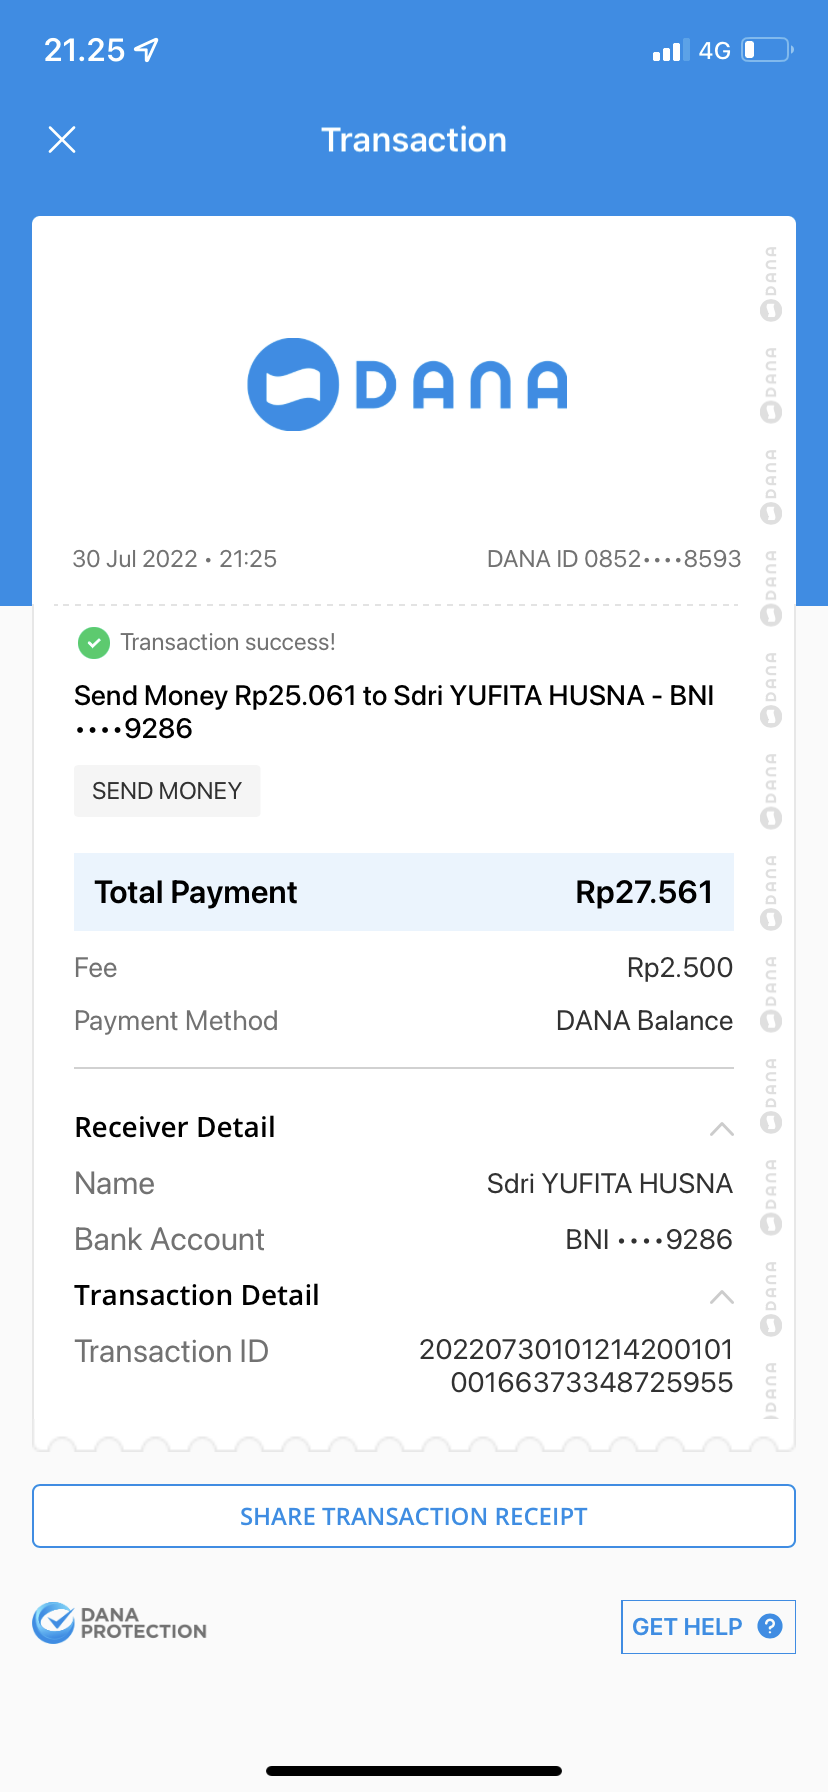 21.25
4G
Transaction
DANA
30 Jul 2022 • 21:25
DANA ID 0852••••8593
Transaction success!
Send Money Rp25.061 to Sdri YUFITA HUSNA - BNI
••••9286
SEND MONEY
Total Payment Rp27.561
Fee Rp2.500
Payment Method DANA Balance
Receiver Detail
Name Sdri YUFITA HUSNA
Bank Account BNI ••••9286
Transaction Detail
Transaction ID 20220730101214200101
00166373348725955
SHARE TRANSACTION RECEIPT
DANA
PROTECTION
GET HELP ?
DANA
DANA
DANA
DANA
DANA
DANA
DANA
DANA
DANA
DANA
DANA
DANA